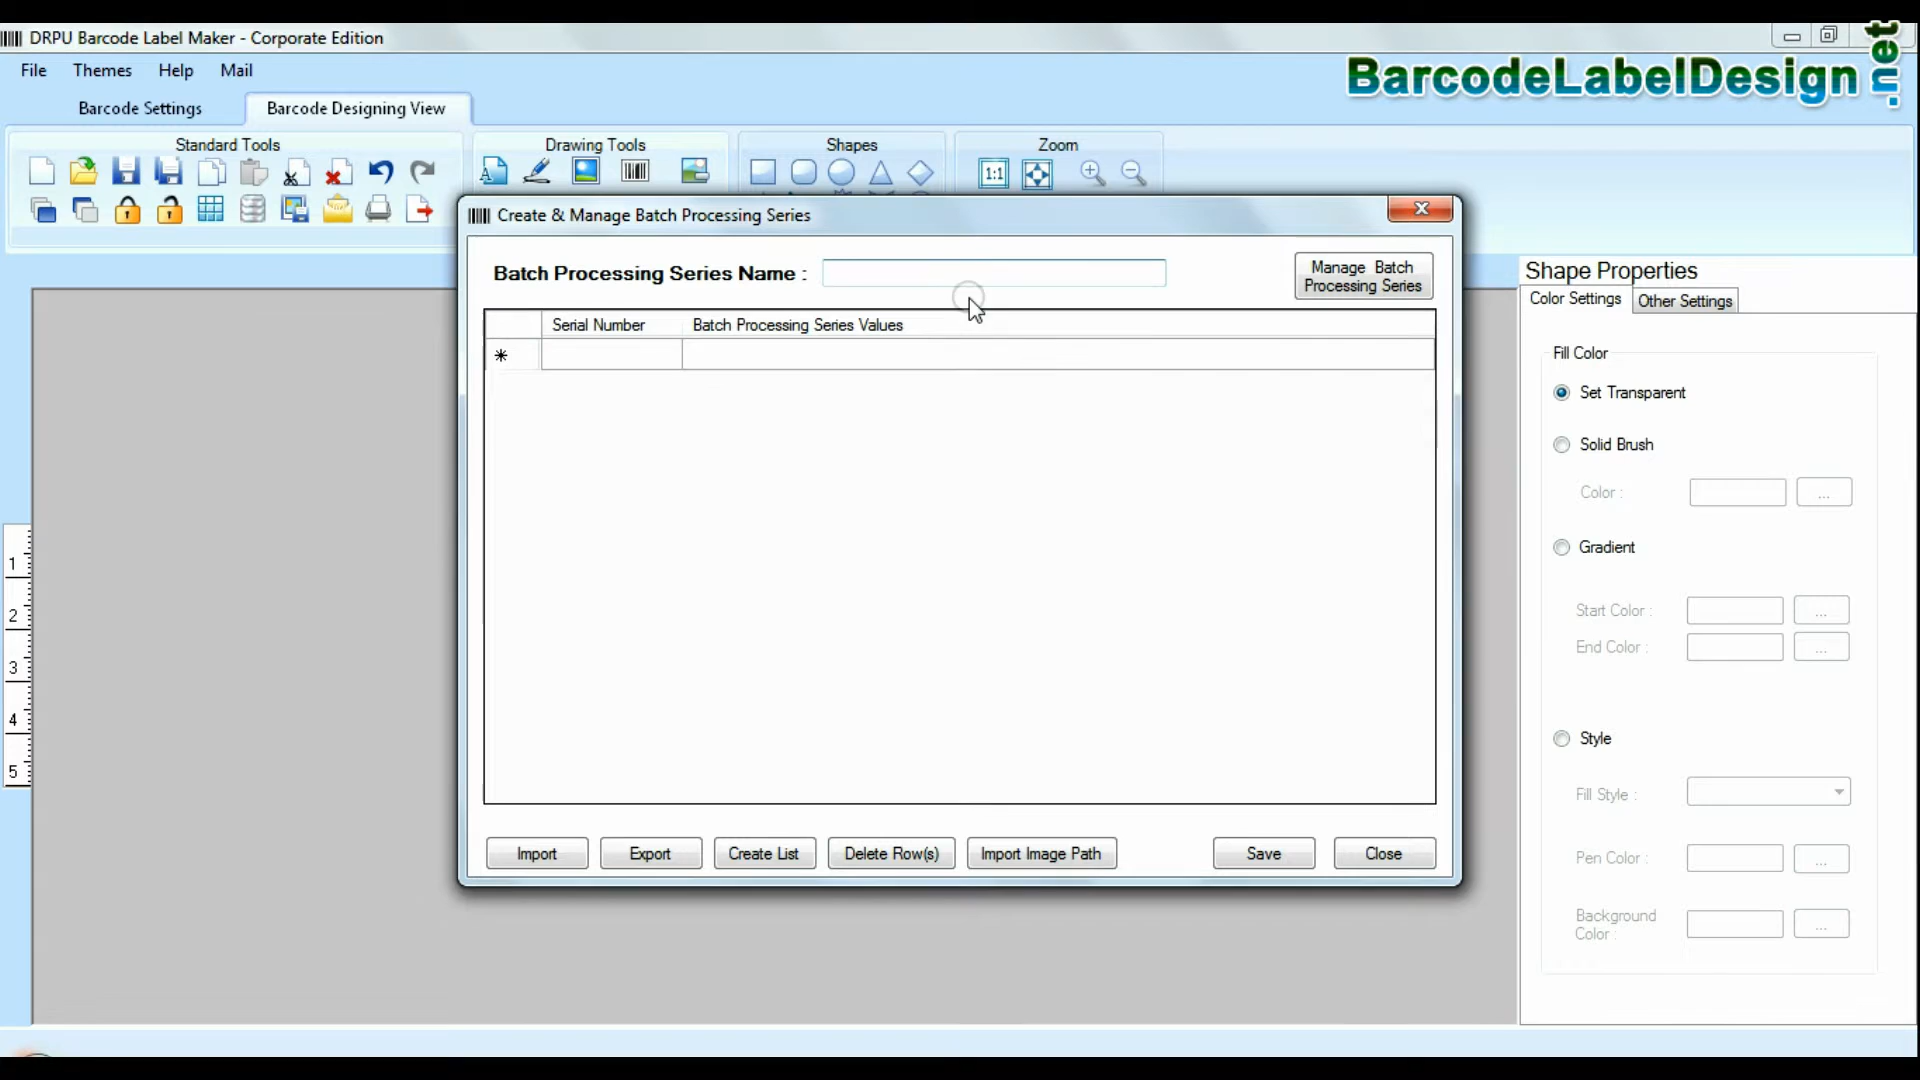 DRPU Barcode Label Maker - Corporate Edition
File Themes Help Mail
BarcodeLabelDesign.net
Barcode Settings Barcode Designing View
Standard Tools Drawing Tools Shapes Zoom
1:1
Create & Manage Batch Processing Series
Batch Processing Series Name :
Manage Batch
Processing Series
Serial Number Batch Processing Series Values
Import Export Create List Delete Row(s) Import Image Path Save Close
Shape Properties
Color Settings Other Settings
Fill Color
Set Transparent
Solid Brush
Color : ...
Gradient
Start Color : ...
End Color : ...
Style
Fill Style :
Pen Color : ...
Background
Color : ...
1
2
3
4
5